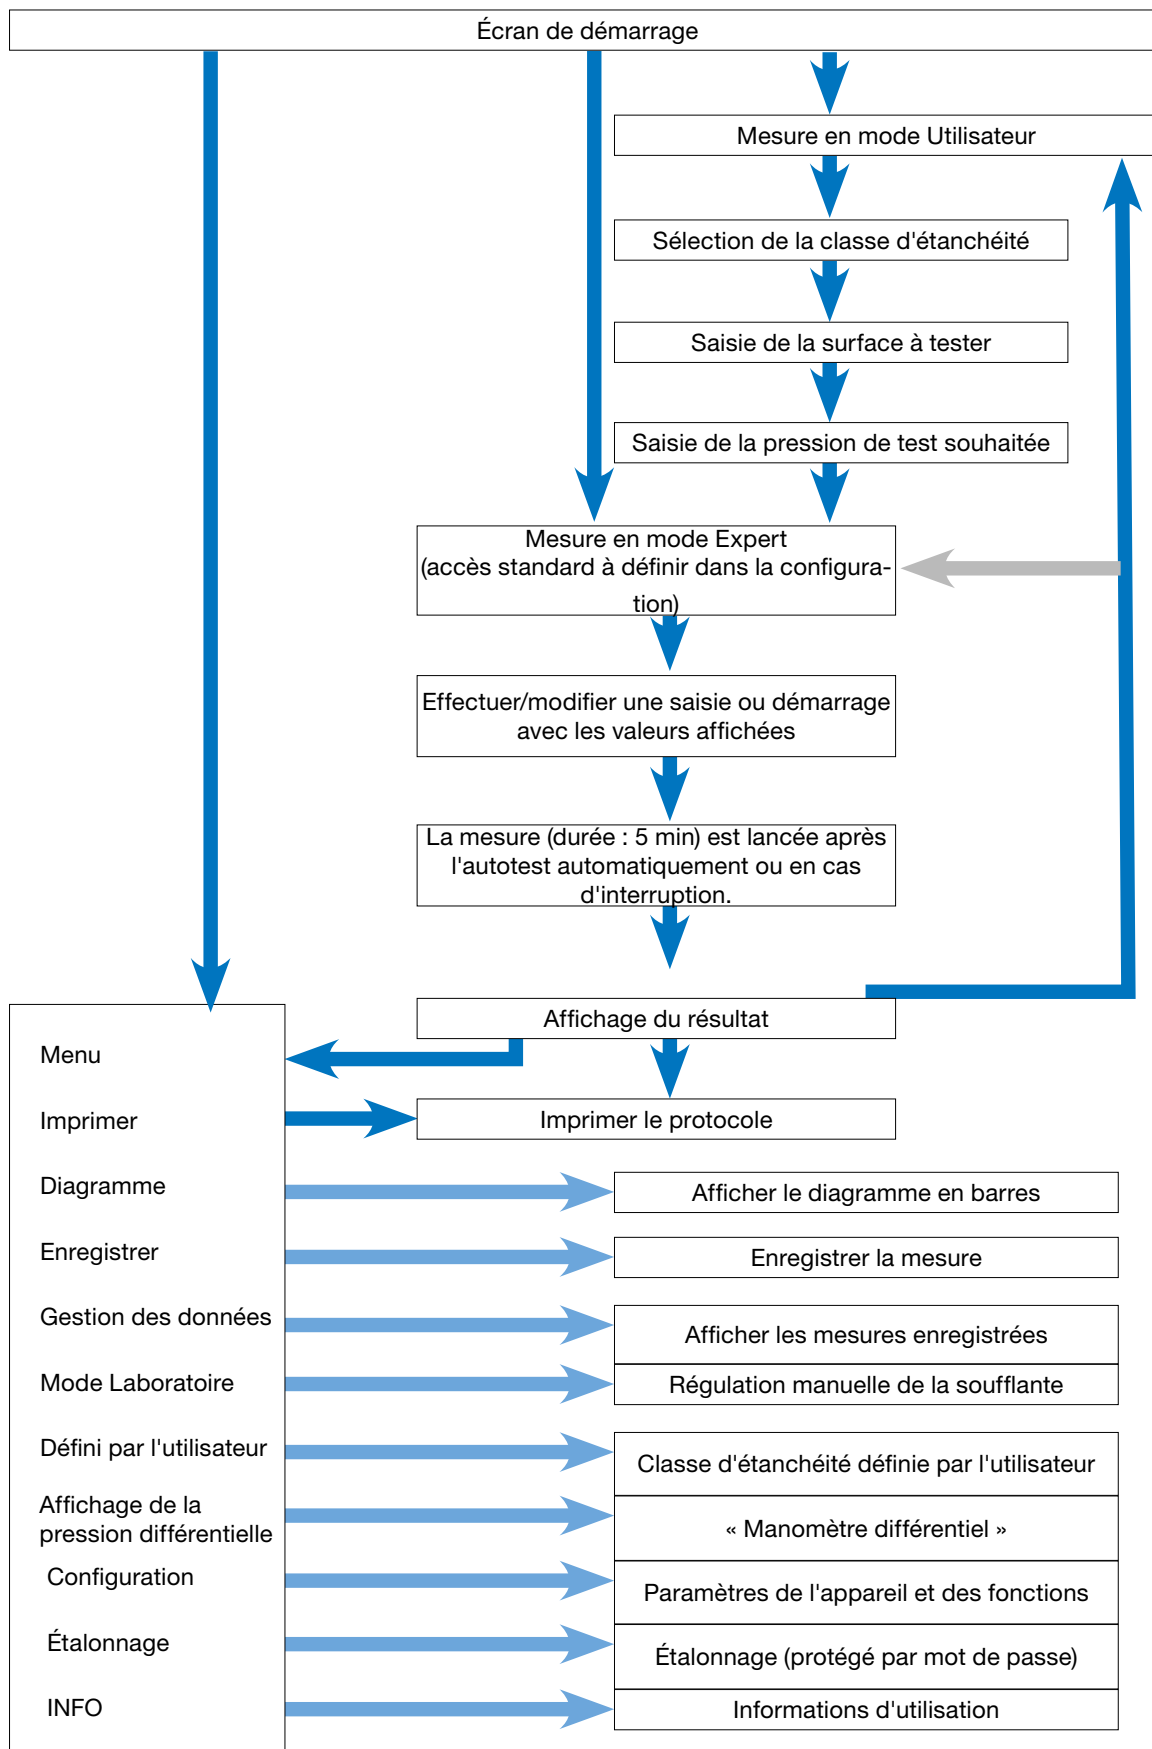 Écran de démarrage
Mesure en mode Utilisateur
Sélection de la classe d'étanchéité
Saisie de la surface à tester
Saisie de la pression de test souhaitée
Mesure en mode Expert
(accès standard à définir dans la configura-
tion)
Effectuer/modifier une saisie ou démarrage
avec les valeurs affichées
La mesure (durée : 5 min) est lancée après
l'autotest automatiquement ou en cas
d'interruption.
Affichage du résultat
Menu
Imprimer
Imprimer le protocole
Diagramme
Afficher le diagramme en barres
Enregistrer
Enregistrer la mesure
Gestion des données
Afficher les mesures enregistrées
Mode Laboratoire
Régulation manuelle de la soufflante
Défini par l'utilisateur
Classe d'étanchéité définie par l'utilisateur
Affichage de la
pression différentielle
« Manomètre différentiel »
Configuration
Paramètres de l'appareil et des fonctions
Étalonnage
Étalonnage (protégé par mot de passe)
INFO
Informations d'utilisation